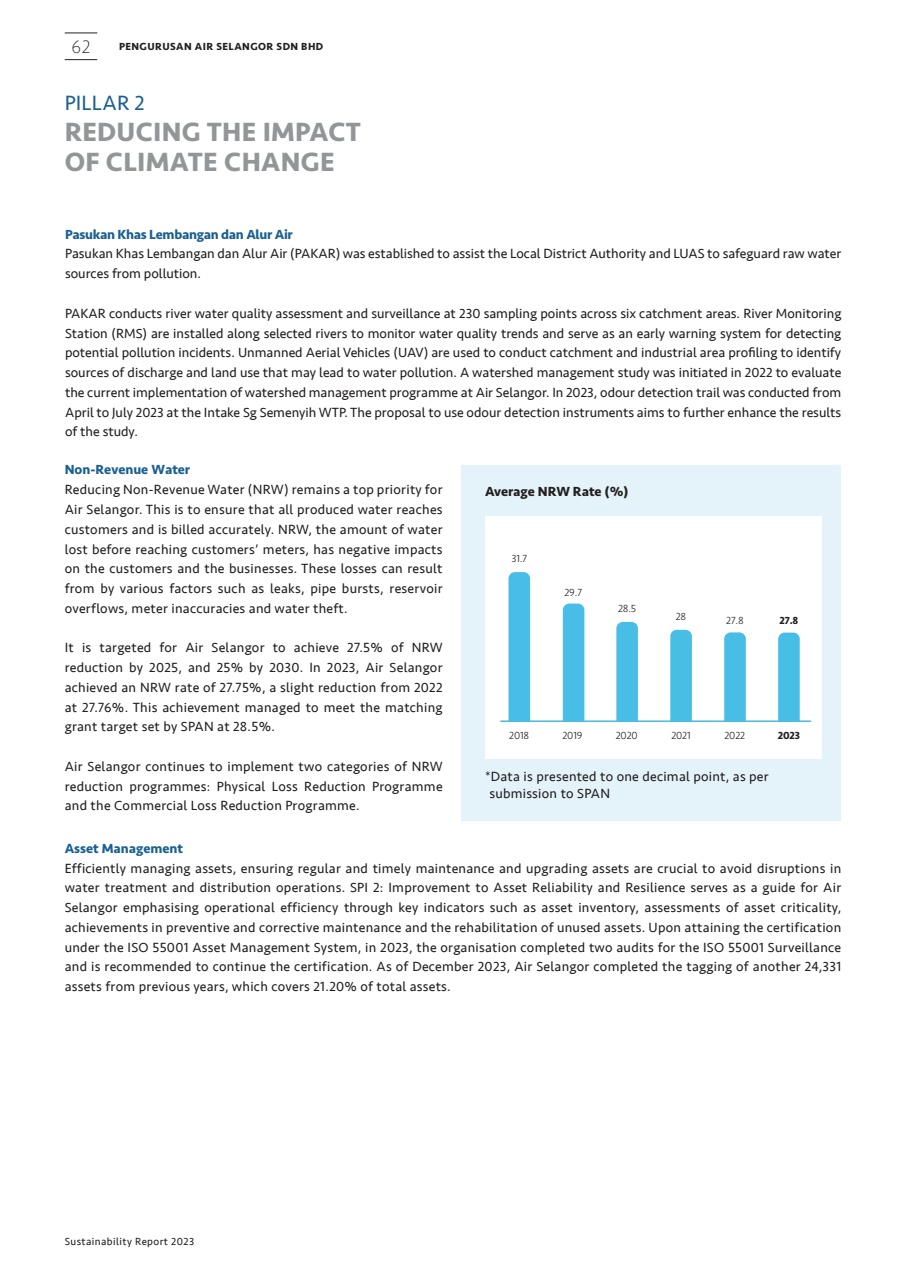 62
PENGURUSAN AIR SELANGOR SDN BHD
PILLAR 2
REDUCING THE IMPACT
OF CLIMATE CHANGE
Pasukan Khas Lembangan dan Alur Air
Pasukan Khas Lembangan dan Alur Air (PAKAR) was established to assist the Local District Authority and LUAS to safeguard raw water
sources from pollution.
PAKAR conducts river water quality assessment and surveillance at 230 sampling points across six catchment areas. River Monitoring
Station (RMS) are installed along selected rivers to monitor water quality trends and serve as an early warning system for detecting
potential pollution incidents. Unmanned Aerial Vehicles (UAV) are used to conduct catchment and industrial area profiling to identify
sources of discharge and land use that may lead to water pollution. A watershed management study was initiated in 2022 to evaluate
the current implementation of watershed management programme at Air Selangor. In 2023, odour detection trail was conducted from
April to July 2023 at the Intake Sg Semenyih WTP. The proposal to use odour detection instruments aims to further enhance the results
of the study.
Non-Revenue Water
Reducing Non-Revenue Water (NRW) remains a top priority for
Air Selangor. This is to ensure that all produced water reaches
customers and is billed accurately. NRW, the amount of water
lost before reaching customers' meters, has negative impacts
on the customers and the businesses. These losses can result
from by various factors such as leaks, pipe bursts, reservoir
overflows, meter inaccuracies and water theft.
It is targeted for Air Selangor to achieve 27.5% of NRW
reduction by 2025, and 25% by 2030. In 2023, Air Selangor
achieved an NRW rate of 27.75%, a slight reduction from 2022
at 27.76%. This achievement managed to meet the matching
grant target set by SPAN at 28.5%.
Air Selangor continues to implement two categories of NRW
reduction programmes: Physical Loss Reduction Programme
and the Commercial Loss Reduction Programme.
Average NRW Rate (%)
31.7
29.7
28.5
28
27.8
27.8
2018
2019
2020
2021
2022
2023
*Data is presented to one decimal point, as per
submission to SPAN
Asset Management
Efficiently managing assets, ensuring regular and timely maintenance and upgrading assets are crucial to avoid disruptions in
water treatment and distribution operations. SPI 2: Improvement to Asset Reliability and Resilience serves as a guide for Air
Selangor emphasising operational efficiency through key indicators such as asset inventory, assessments of asset criticality,
achievements in preventive and corrective maintenance and the rehabilitation of unused assets. Upon attaining the certification
under the ISO 55001 Asset Management System, in 2023, the organisation completed two audits for the ISO 55001 Surveillance
and is recommended to continue the certification. As of December 2023, Air Selangor completed the tagging of another 24,331
assets from previous years, which covers 21.20% of total assets.
Sustainability Report 2023